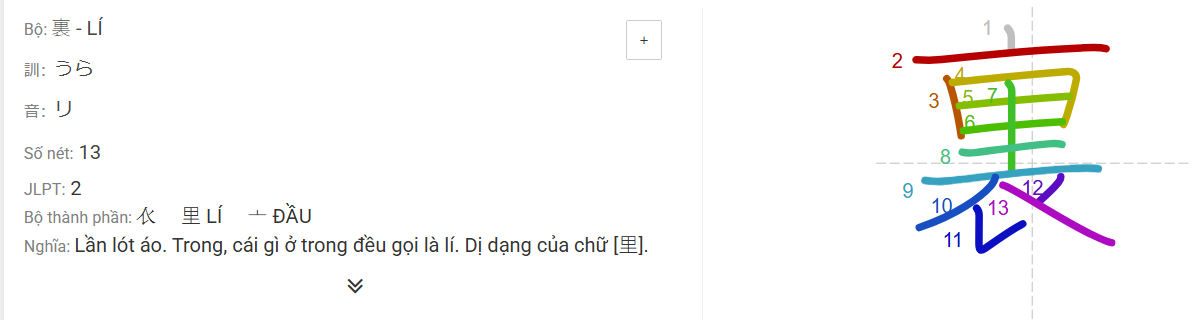 Bộ: 裏 - LÍ
+
訓: うら
音: リ
Số nét: 13
JLPT: 2
Bộ thành phần: 衣 里 LÍ 亠 ĐẦU
Nghĩa: Lần lót áo. Trong, cái gì ở trong đều gọi là lí. Dị dạng của chữ [里].
裏
1
2
3
4
5
6
7
8
9
10
11
12
13